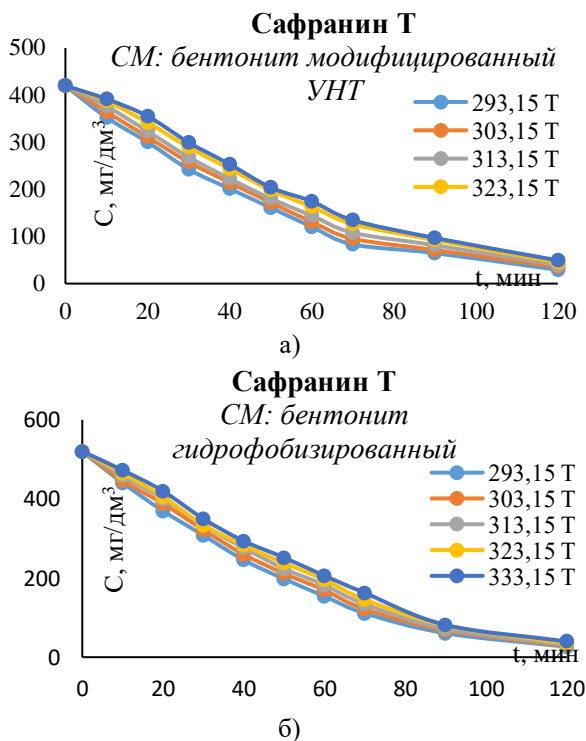 Сафранин Т
СМ: бентонит модифицированный
УНТ
500
400
300
200
100
0
С, мг/дм³
293,15 Т
303,15 Т
313,15 Т
323,15 Т
t, мин
0 20 40 60 80 100 120
а)
Сафранин Т
СМ: бентонит
гидрофобизированный
600
400
200
0
С, мг/дм³
293,15 Т
303,15 Т
313,15 Т
323,15 Т
333,15 Т
t, мин
0 20 40 60 80 100 120
б)